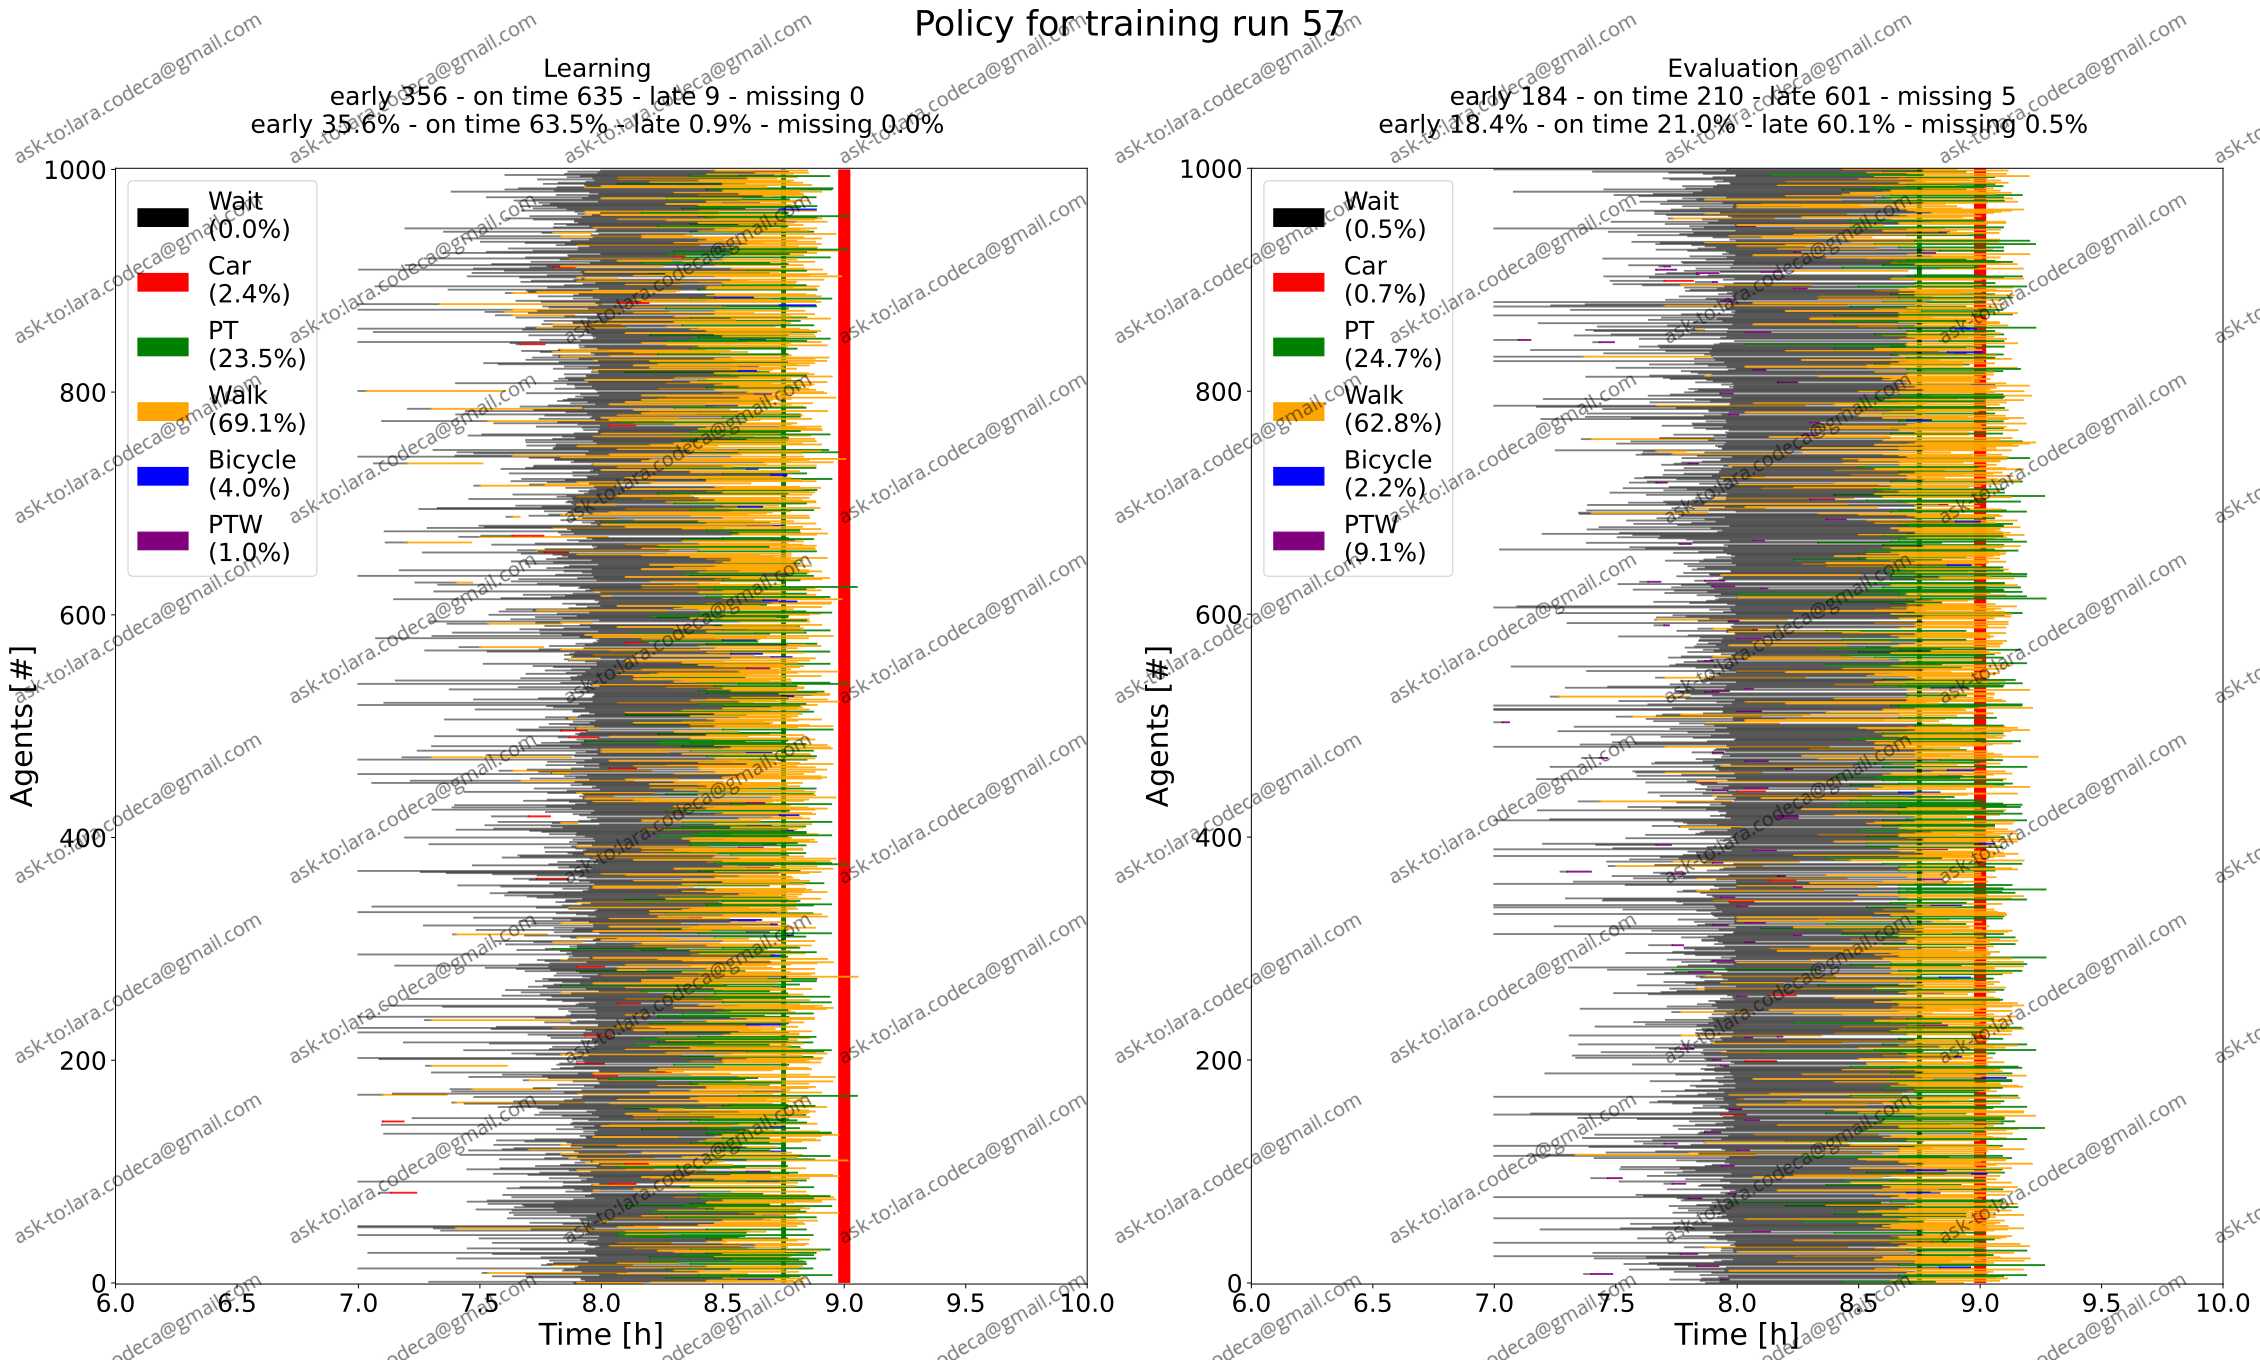 Policy for training run 57
Learning
early 356 - on time 635 - late 9 - missing 0
early 35.6% - on time 63.5% - late 0.9% - missing 0.0%
Evaluation
early 184 - on time 210 - late 601 - missing 5
early 18.4% - on time 21.0% - late 60.1% - missing 0.5%
Agents [#]
1000
800
600
400
200
0
Wait
(0.0%)
Car
(2.4%)
PT
(23.5%)
Walk
(69.1%)
Bicycle
(4.0%)
PTW
(1.0%)
6.0 6.5 7.0 7.5 8.0 8.5 9.0 9.5 10.0
Time [h]
Agents [#]
1000
800
600
400
200
0
Wait
(0.5%)
Car
(0.7%)
PT
(24.7%)
Walk
(62.8%)
Bicycle
(2.2%)
PTW
(9.1%)
6.0 6.5 7.0 7.5 8.0 8.5 9.0 9.5 10.0
Time [h]
ask-to:lara.codeca@gmail.com